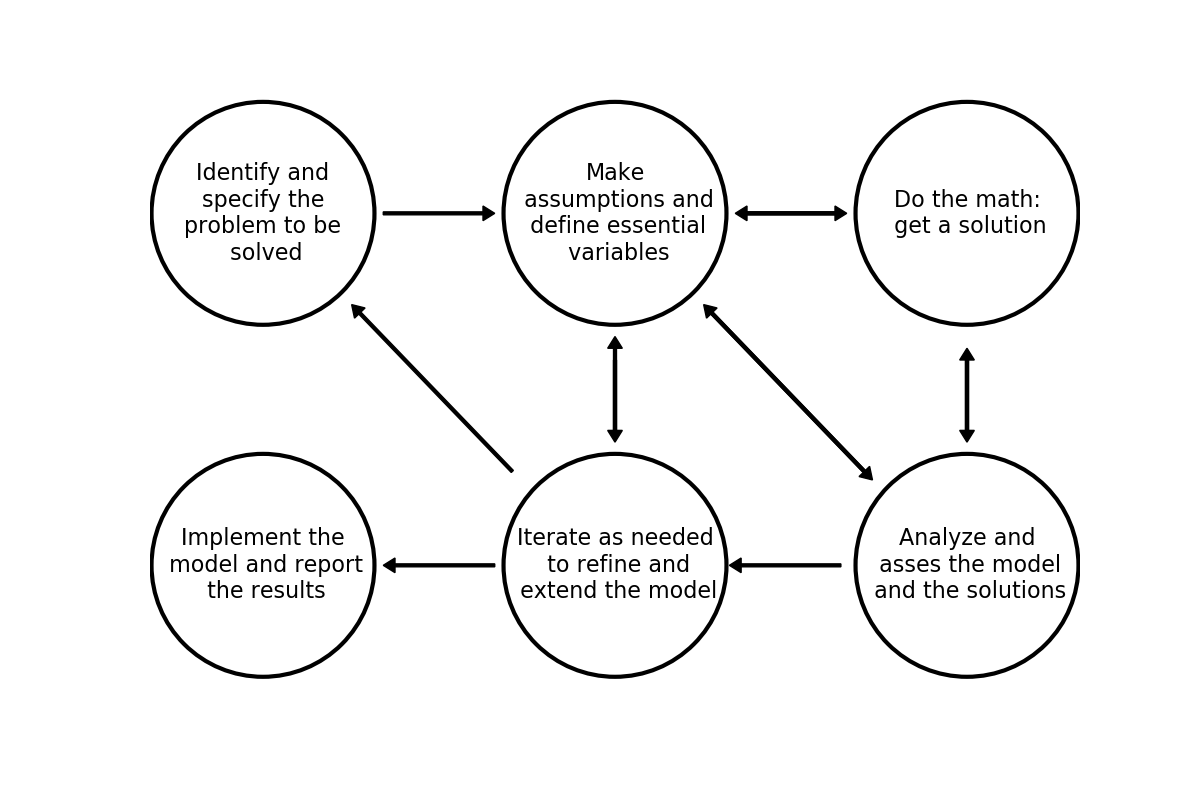 Identify and
specify the
problem to be
solved
Make
assumptions and
define essential
variables
Do the math:
get a solution
Implement the
model and report
the results
Iterate as needed
to refine and
extend the model
Analyze and
asses the model
and the solutions